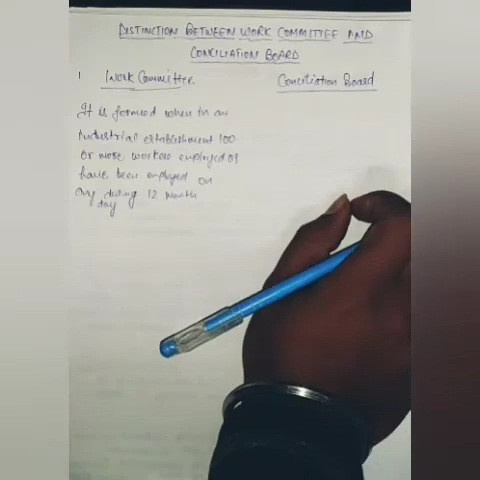 DISTINCTION BETWEEN WORK COMMITTEE AND
CONCILIATION BOARD
1 Work Committee Conciliation Board
It is formed when in an
Industrial establishment 100
or more workers employed or
have been employed on
any during 12 month
day